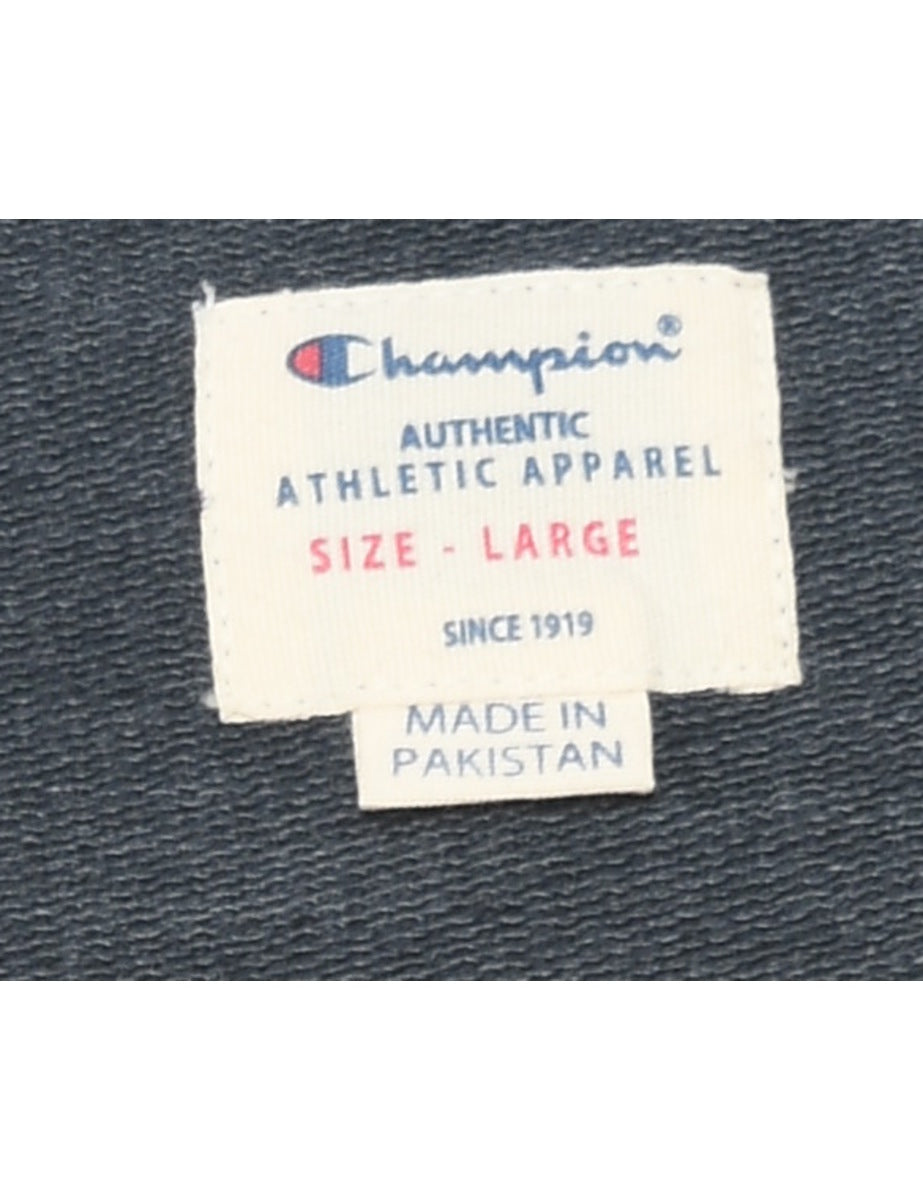 Champion®
AUTHENTIC
ATHLETIC APPAREL
SIZE - LARGE
SINCE 1919
MADE IN
PAKISTAN